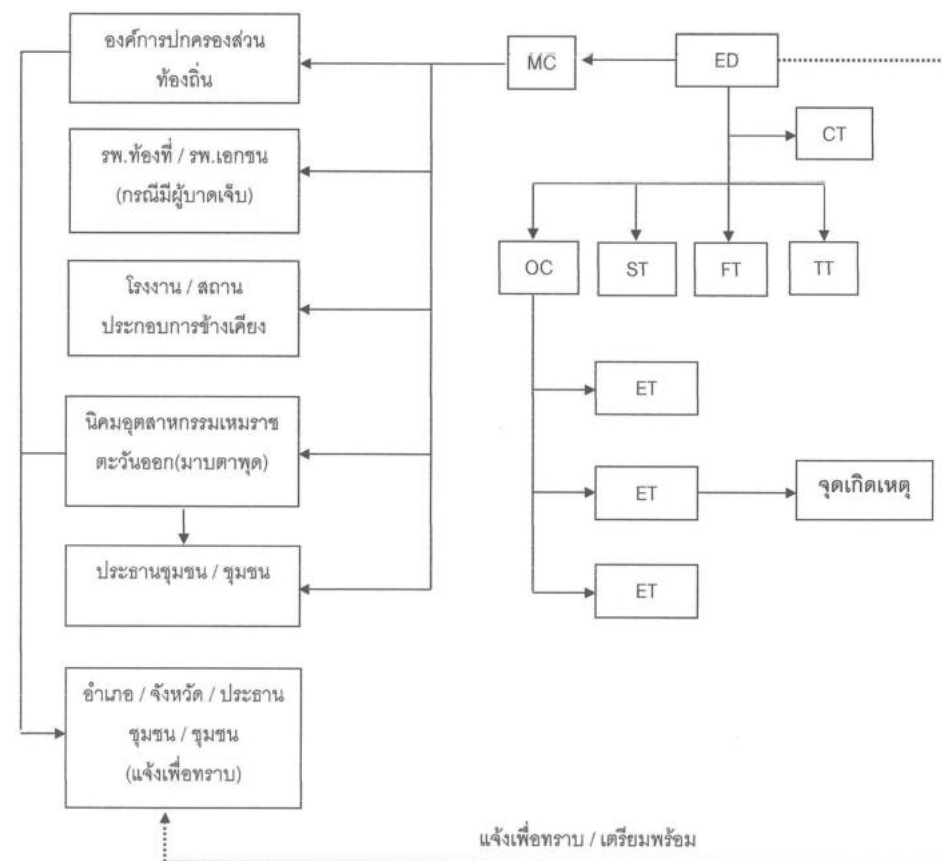 องค์การปกครองส่วน
ท้องถิ่น
MC
ED
CT
รพ.ท้องที่ / รพ.เอกชน
(กรณีมีผู้บาดเจ็บ)
OC
ST
FT
TT
โรงงาน / สถาน
ประกอบการข้างเคียง
ET
นิคมอุตสาหกรรมเหมราช
ตะวันออก(มาบตาพุด)
ET
จุดเกิดเหตุ
ประธานชุมชน / ชุมชน
ET
อำเภอ / จังหวัด / ประธาน
ชุมชน / ชุมชน
(แจ้งเพื่อทราบ)
แจ้งเพื่อทราบ / เตรียมพร้อม